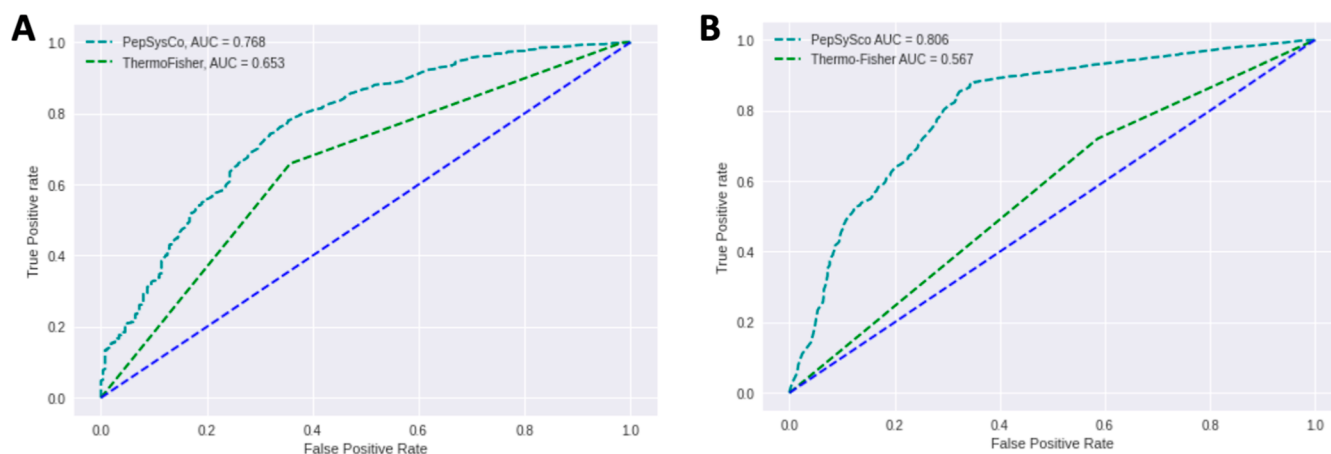 A
PepSysCo, AUC = 0.768
ThermoFisher, AUC = 0.653
True Positive rate
1.0
0.8
0.6
0.4
0.2
0.0
0.0 0.2 0.4 0.6 0.8 1.0
False Positive Rate
B
PepSySco AUC = 0.806
Thermo-Fisher AUC = 0.567
True Positive rate
1.0
0.8
0.6
0.4
0.2
0.0
0.0 0.2 0.4 0.6 0.8 1.0
False Positive Rate